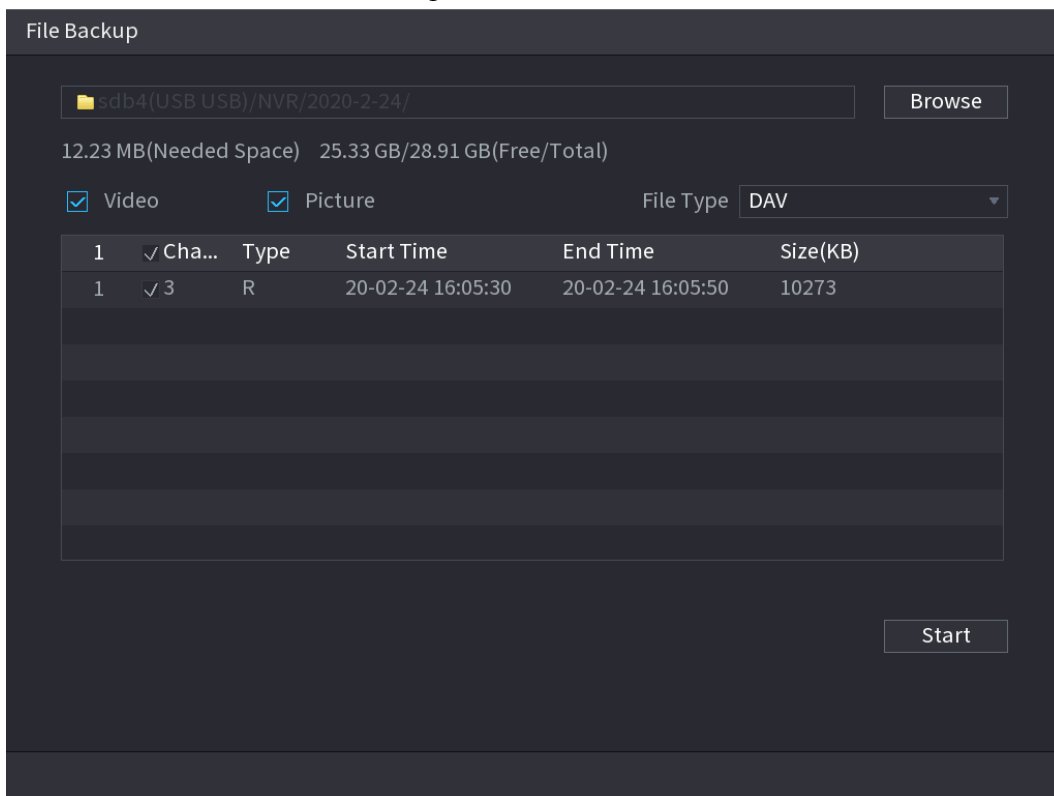 File Backup
sdb4(USB USB)/NVR/2020-2-24/ Browse
12.23 MB(Needed Space) 25.33 GB/28.91 GB(Free/Total)
Video Picture File Type DAV
1 Cha... Type Start Time End Time Size(KB)
1 3 R 20-02-24 16:05:30 20-02-24 16:05:50 10273
Start